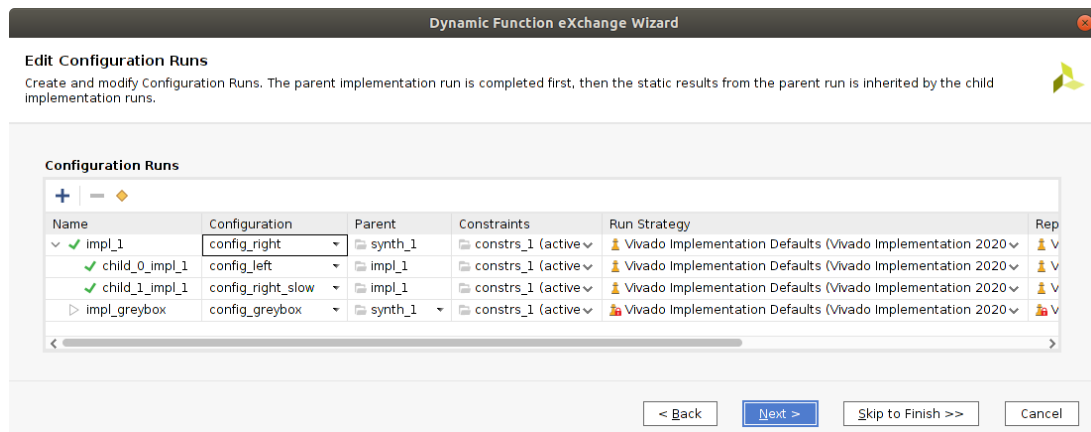 Dynamic Function eXchange Wizard
Edit Configuration Runs
Create and modify Configuration Runs. The parent implementation run is completed first, then the static results from the parent run is inherited by the child
implementation runs.
Configuration Runs
Name Configuration Parent Constraints Run Strategy Rep
impl_1 config_right synth_1 constrs_1 (active Vivado Implementation Defaults (Vivado Implementation 2020 V
child_0_impl_1 config_left impl_1 constrs_1 (active Vivado Implementation Defaults (Vivado Implementation 2020 V
child_1_impl_1 config_right_slow impl_1 constrs_1 (active Vivado Implementation Defaults (Vivado Implementation 2020 V
impl_greybox config_greybox synth_1 constrs_1 (active Vivado Implementation Defaults (Vivado Implementation 2020 V
< Back Next > Skip to Finish >> Cancel